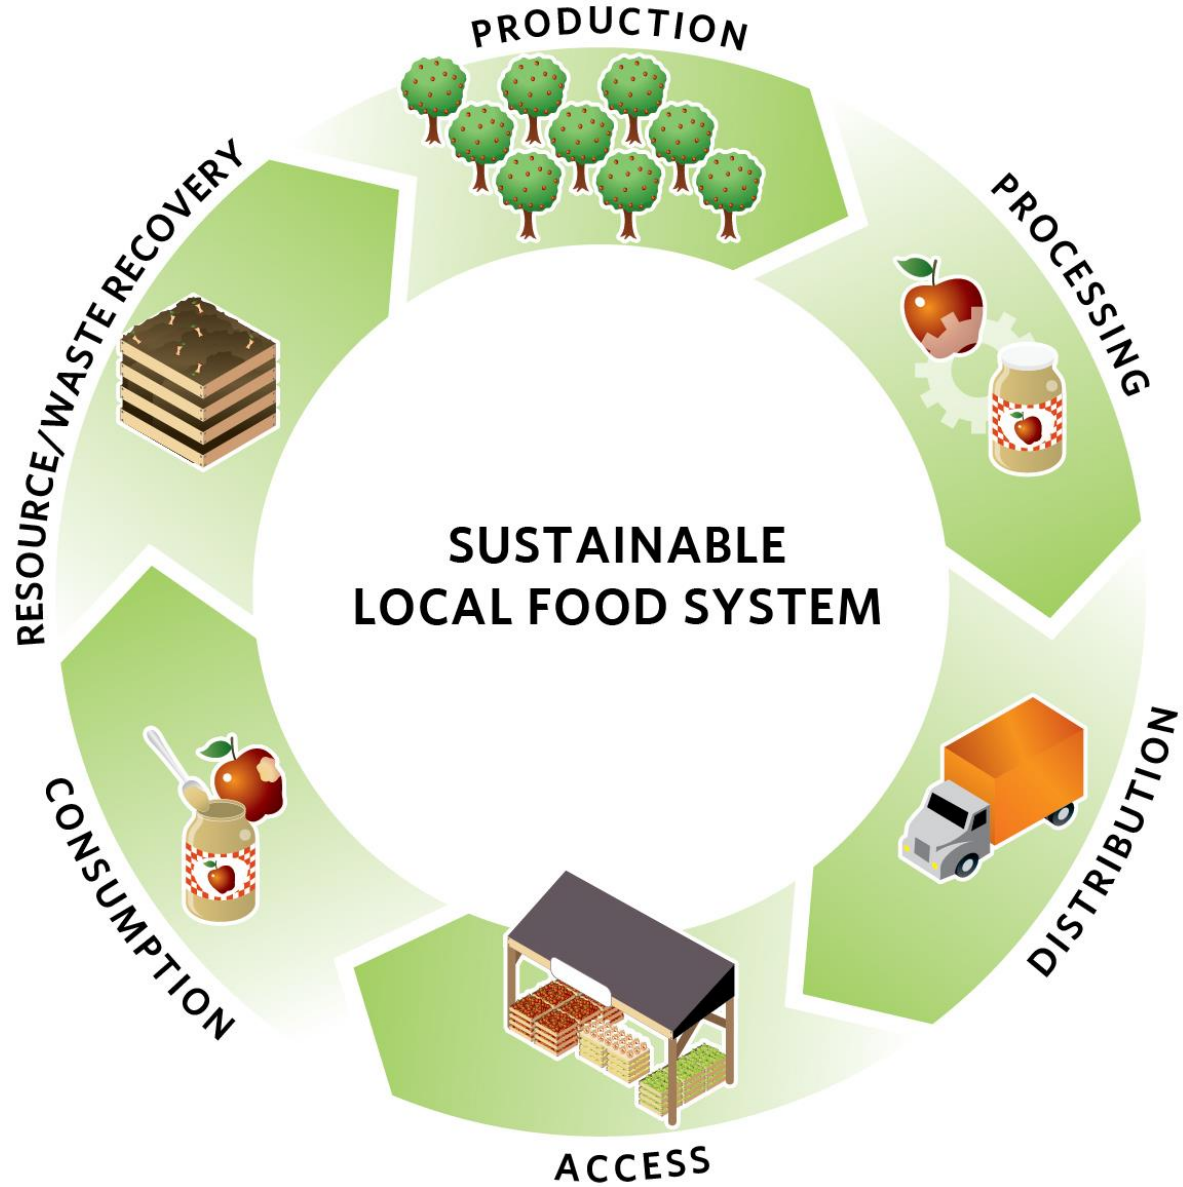 PRODUCTION
PROCESSING
DISTRIBUTION
ACCESS
CONSUMPTION
RESOURCE/WASTE RECOVERY
SUSTAINABLE
LOCAL FOOD SYSTEM